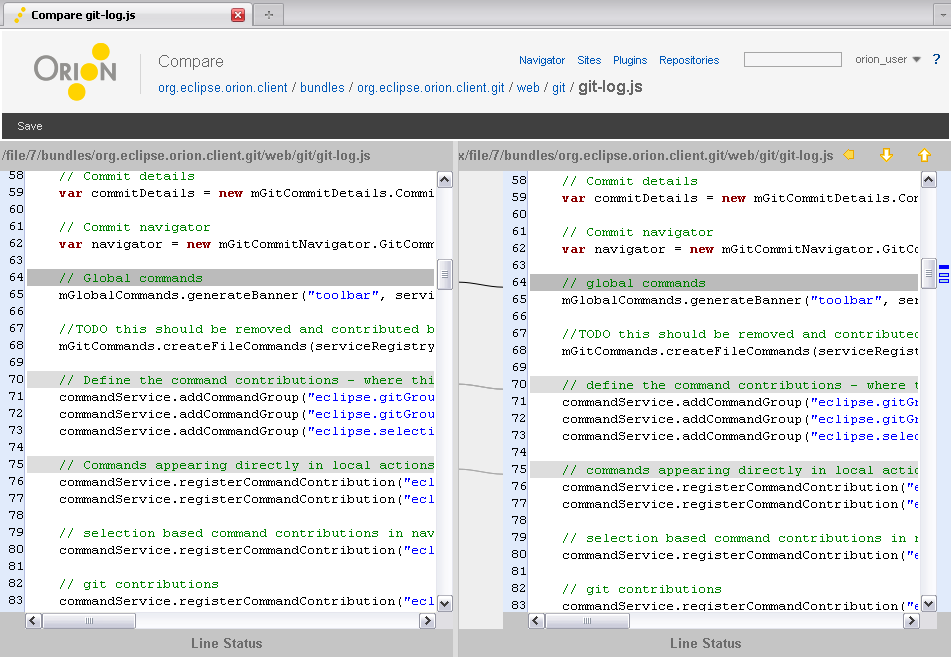 Compare git-log.js
ORION
Compare
Navigator Sites Plugins Repositories orion_user ?
org.eclipse.orion.client / bundles / org.eclipse.orion.client.git / web / git / git-log.js
Save
/file/7/bundles/org.eclipse.orion.client.git/web/git/git-log.js
58 // Commit details
59 var commitDetails = new mGitCommitDetails.Commi
60
61 // Commit navigator
62 var navigator = new mGitCommitNavigator.GitComm
63
64 // Global commands
65 mGlobalCommands.generateBanner("toolbar", servi
66
67 //TODO this should be removed and contributed b
68 mGitCommands.createFileCommands(serviceRegistry
69
70 // Define the command contributions - where thi
71 commandService.addCommandGroup("eclipse.gitGrou
72 commandService.addCommandGroup("eclipse.gitGrou
73 commandService.addCommandGroup("eclipse.selecti
74
75 // Commands appearing directly in local actions
76 commandService.registerCommandContribution("ecl
77 commandService.registerCommandContribution("ecl
78
79 // selection based command contributions in nav
80 commandService.registerCommandContribution("ecl
81
82 // git contributions
83 commandService.registerCommandContribution("ecl
Line Status
x/file/7/bundles/org.eclipse.orion.client.git/web/git/git-log.js
58 // Commit details
59 var commitDetails = new mGitCommitDetails.Cor
60
61 // Commit navigator
62 var navigator = new mGitCommitNavigator.GitCo
63
64 // global commands
65 mGlobalCommands.generateBanner("toolbar", ser
66
67 //TODO this should be removed and contributed
68 mGitCommands.createFileCommands(serviceRegist
69
70 // define the command contributions - where t
71 commandService.addCommandGroup("eclipse.gitGr
72 commandService.addCommandGroup("eclipse.gitGr
73 commandService.addCommandGroup("eclipse.selec
74
75 // commands appearing directly in local actio
76 commandService.registerCommandContribution("e
77 commandService.registerCommandContribution("e
78
79 // selection based command contributions in n
80 commandService.registerCommandContribution("e
81
82 // git contributions
83 commandService.registerCommandContribution("e
Line Status